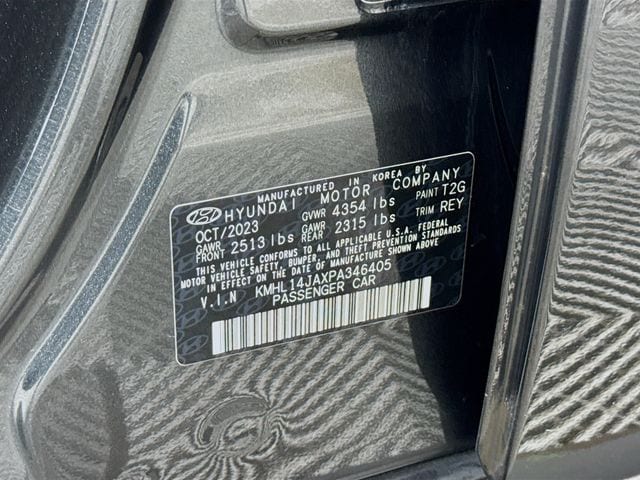 MANUFACTURED IN KOREA BY
HYUNDAI MOTOR COMPANY
OCT/2023 GVWR 4354 lbs PAINT T2G
GAWR FRONT 2513 lbs GAWR REAR 2315 lbs TRIM REY
THIS VEHICLE CONFORMS TO ALL APPLICABLE U.S.A. FEDERAL
MOTOR VEHICLE SAFETY, BUMPER, AND THEFT PREVENTION STANDARDS
IN EFFECT ON THE DATE OF MANUFACTURE SHOWN ABOVE.
V.I.N KMHL14JAXPA346405
PASSENGER CAR